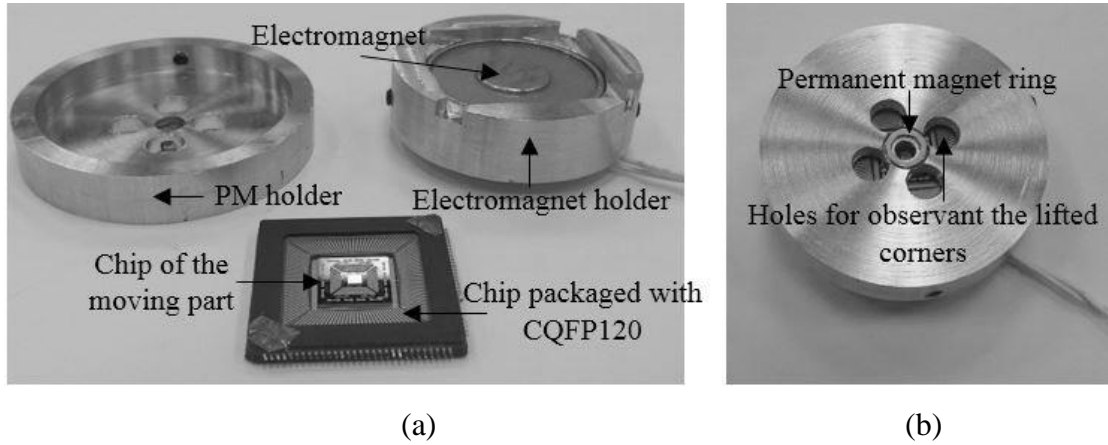 Electromagnet
PM holder
Electromagnet holder
Chip of the
moving part
Chip packaged with
CQFP120
(a)
Permanent magnet ring
Holes for observant the lifted
corners
(b)